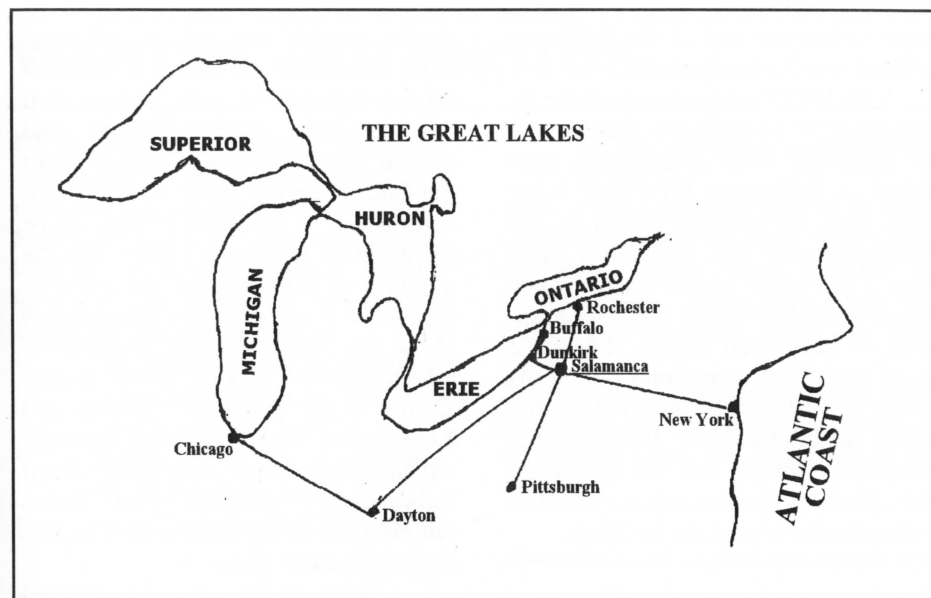 THE GREAT LAKES
SUPERIOR
HURON
MICHIGAN
ONTARIO
Rochester
Buffalo
Dunkirk
Salamanca
ERIE
New York
Chicago
Pittsburgh
Dayton
ATLANTIC
COAST